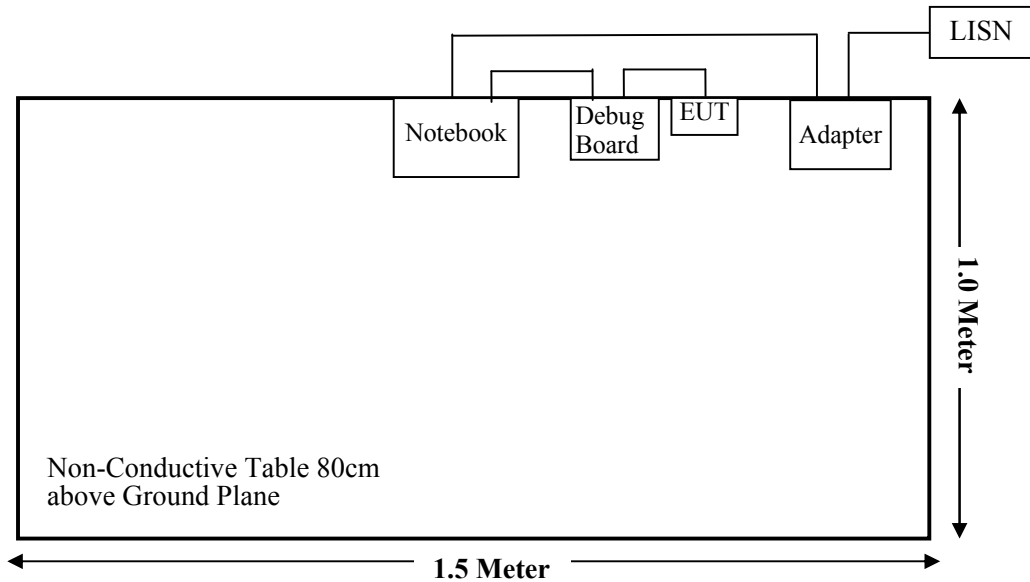 LISN
Notebook
Debug
Board
EUT
Adapter
1.0 Meter
Non-Conductive Table 80cm
above Ground Plane
1.5 Meter